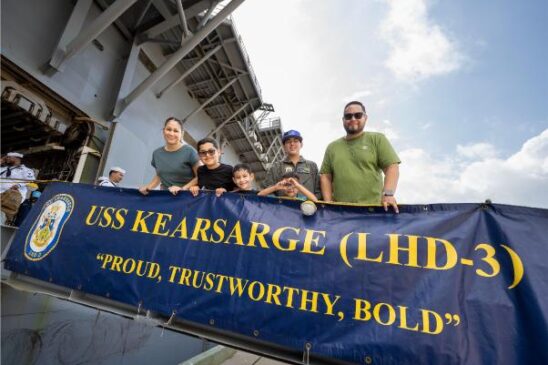 USS KEARSARGE (LHD-3)
"PROUD, TRUSTWORTHY, BOLD"